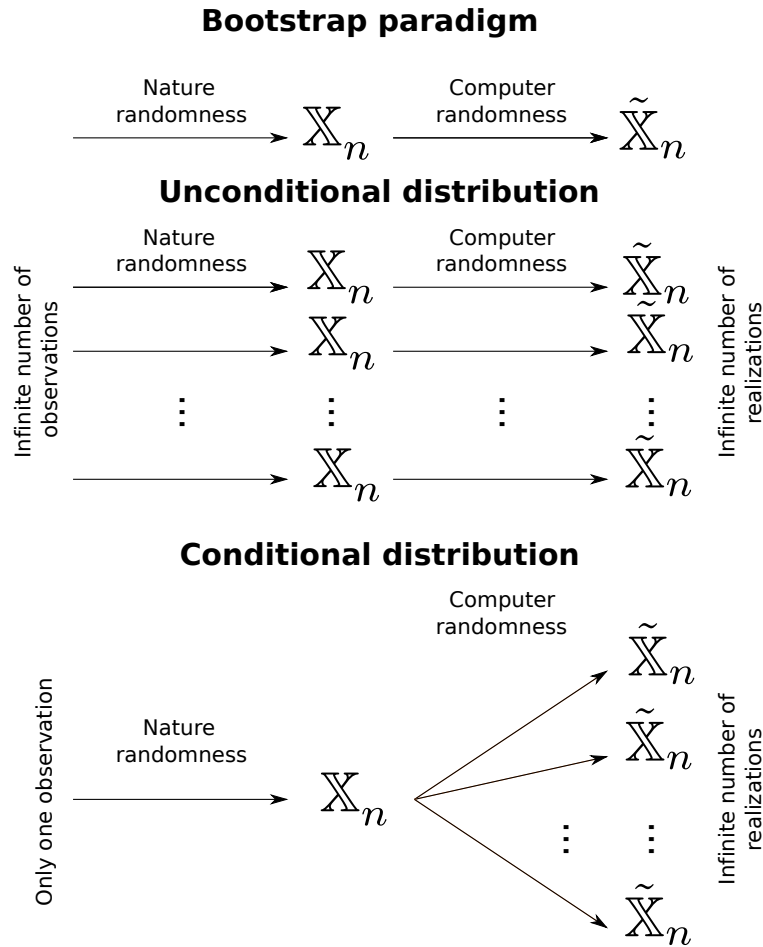 Bootstrap paradigm
Nature
randomness
𝕏ₙ
Computer
randomness
𝕏̃ₙ
Unconditional distribution
Infinite number of
observations
Nature
randomness
𝕏ₙ
Computer
randomness
𝕏̃ₙ
𝕏ₙ
𝕏̃ₙ
⋮ ⋮ ⋮ ⋮
𝕏ₙ
𝕏̃ₙ
Infinite number of
realizations
Conditional distribution
Only one observation
Nature
randomness
𝕏ₙ
Computer
randomness
𝕏̃ₙ
𝕏̃ₙ
⋮ ⋮
𝕏̃ₙ
Infinite number of
realizations